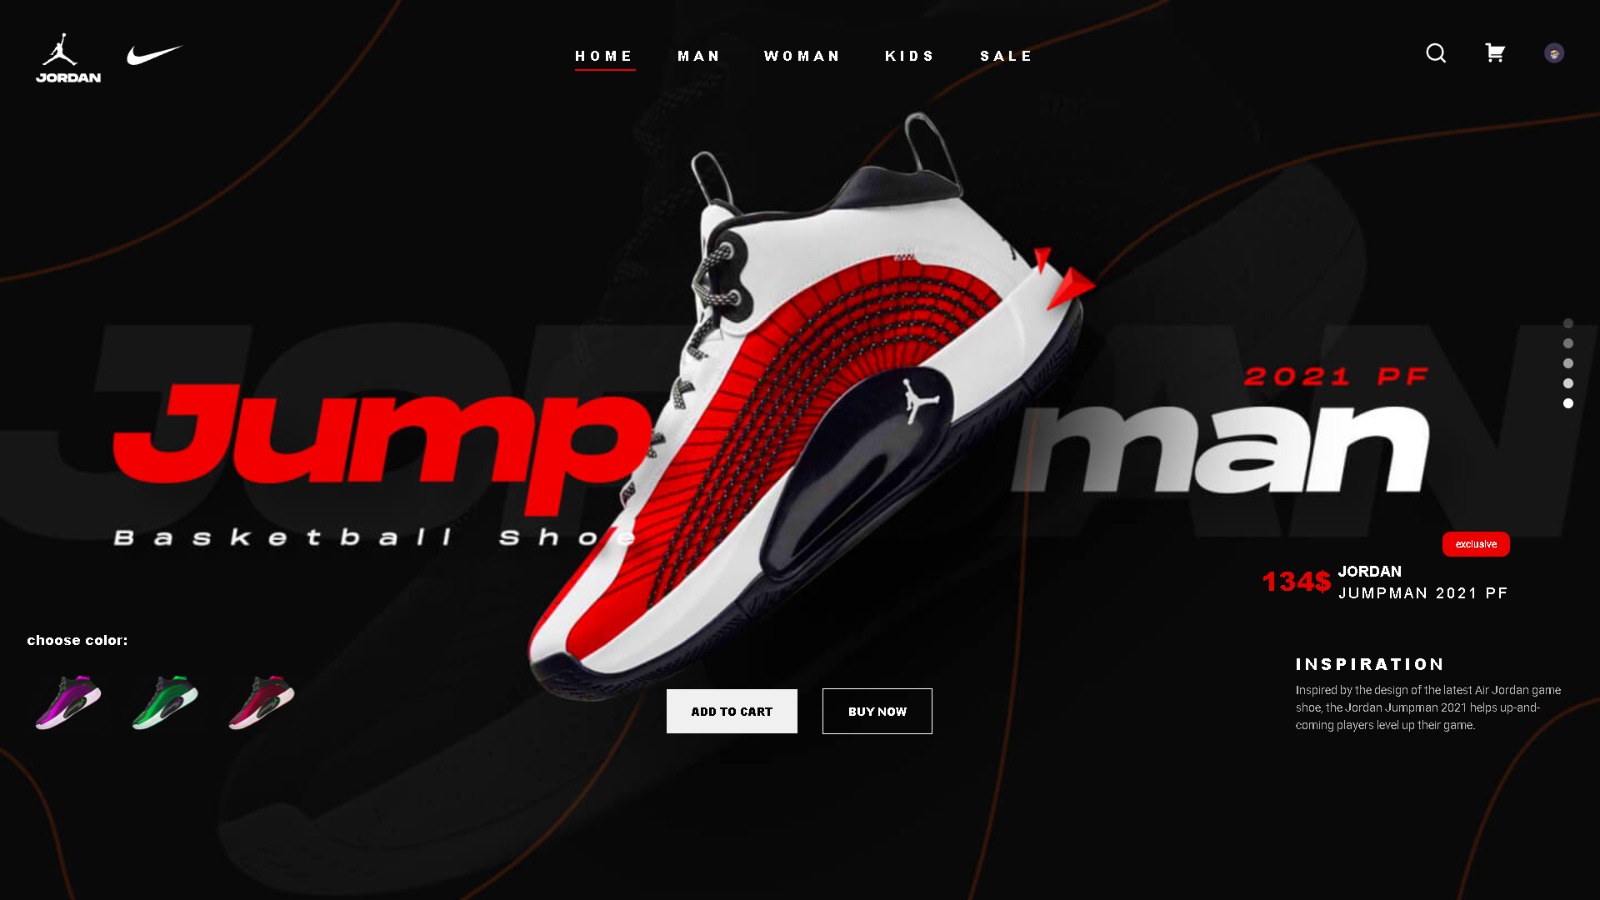 JORDAN
HOME MAN WOMAN KIDS SALE
JORDAN
2021 PF
Jump man
Basketball Shoe
exclusive
134$ JORDAN
JUMPMAN 2021 PF
choose color:
INSPIRATION
Inspired by the design of the latest Air Jordan game
shoe, the Jordan Jumpman 2021 helps up-and-
coming players level up their game.
ADD TO CART BUY NOW